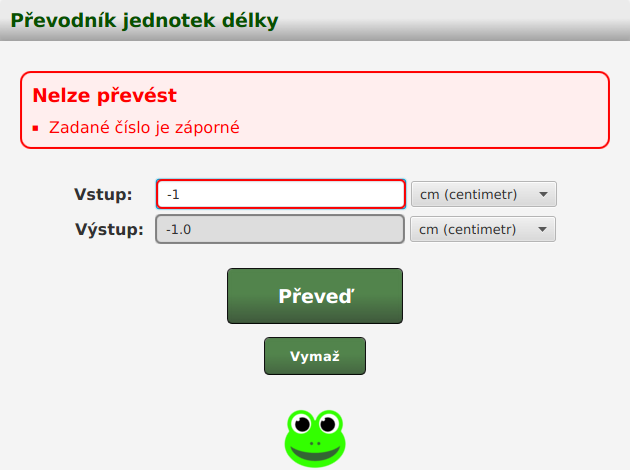 Převodník jednotek délky
Nelze převést
Zadané číslo je záporné
Vstup: -1 cm (centimetr)
Výstup: -1.0 cm (centimetr)
Převeď
Vymaž